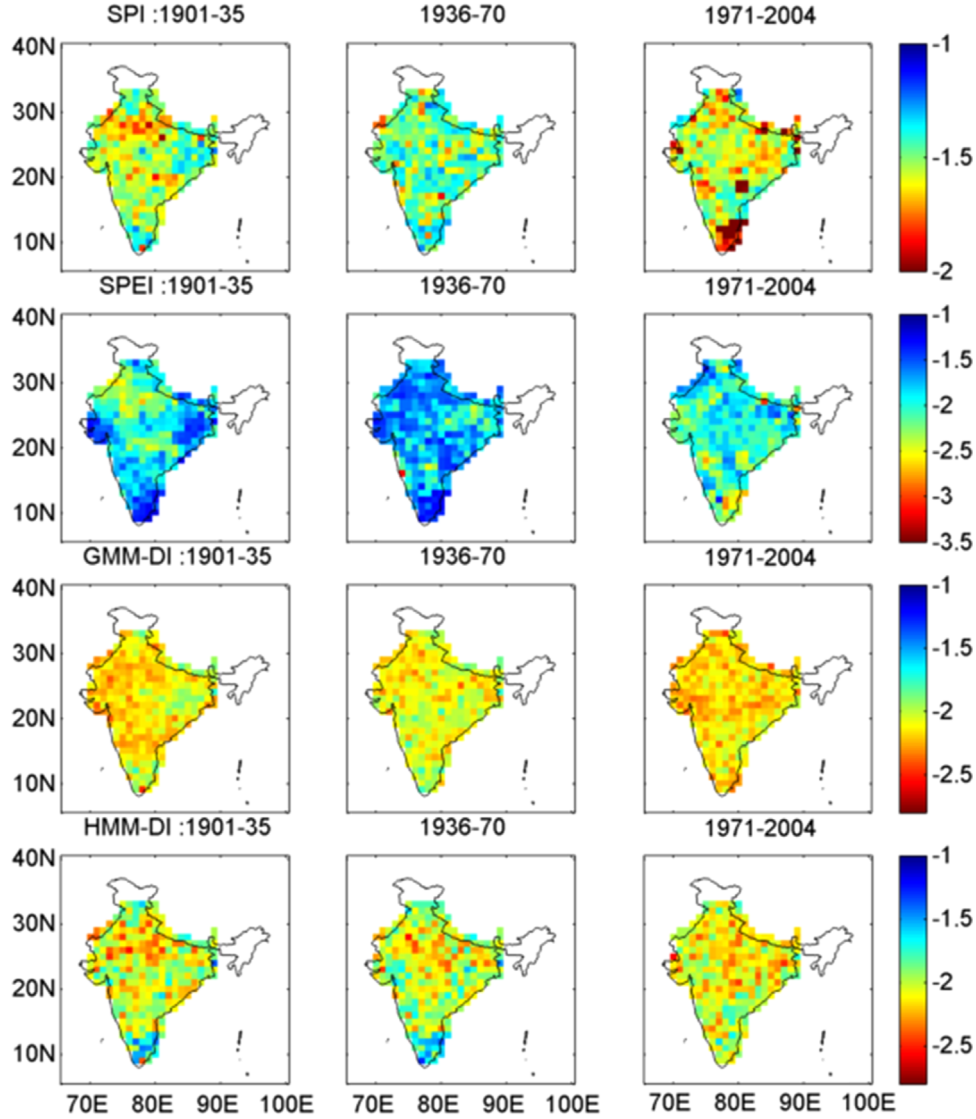 SPI :1901-35 1936-70 1971-2004
40N -1
30N -1.5
20N
10N -2
SPEI :1901-35 1936-70 1971-2004
40N -1
-1.5
30N -2
20N -2.5
-3
10N -3.5
GMM-DI :1901-35 1936-70 1971-2004
40N -1
30N -1.5
20N -2
10N -2.5
HMM-DI :1901-35 1936-70 1971-2004
40N -1
30N -1.5
20N -2
10N -2.5
70E 80E 90E 100E 70E 80E 90E 100E 70E 80E 90E 100E